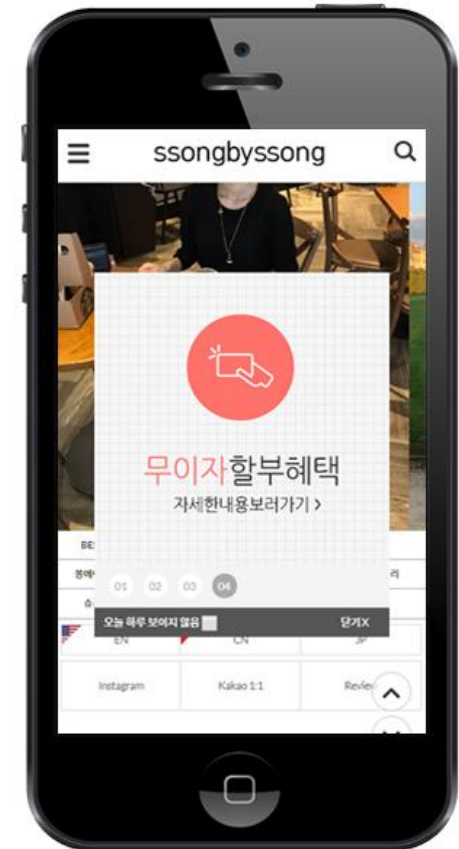 ssongbyssong
무이자할부혜택
자세한내용보러가기 >
01 02 03 04
오늘 하루 보이지 않음 닫기X
EN CN JP
Instagram Kakao 1:1